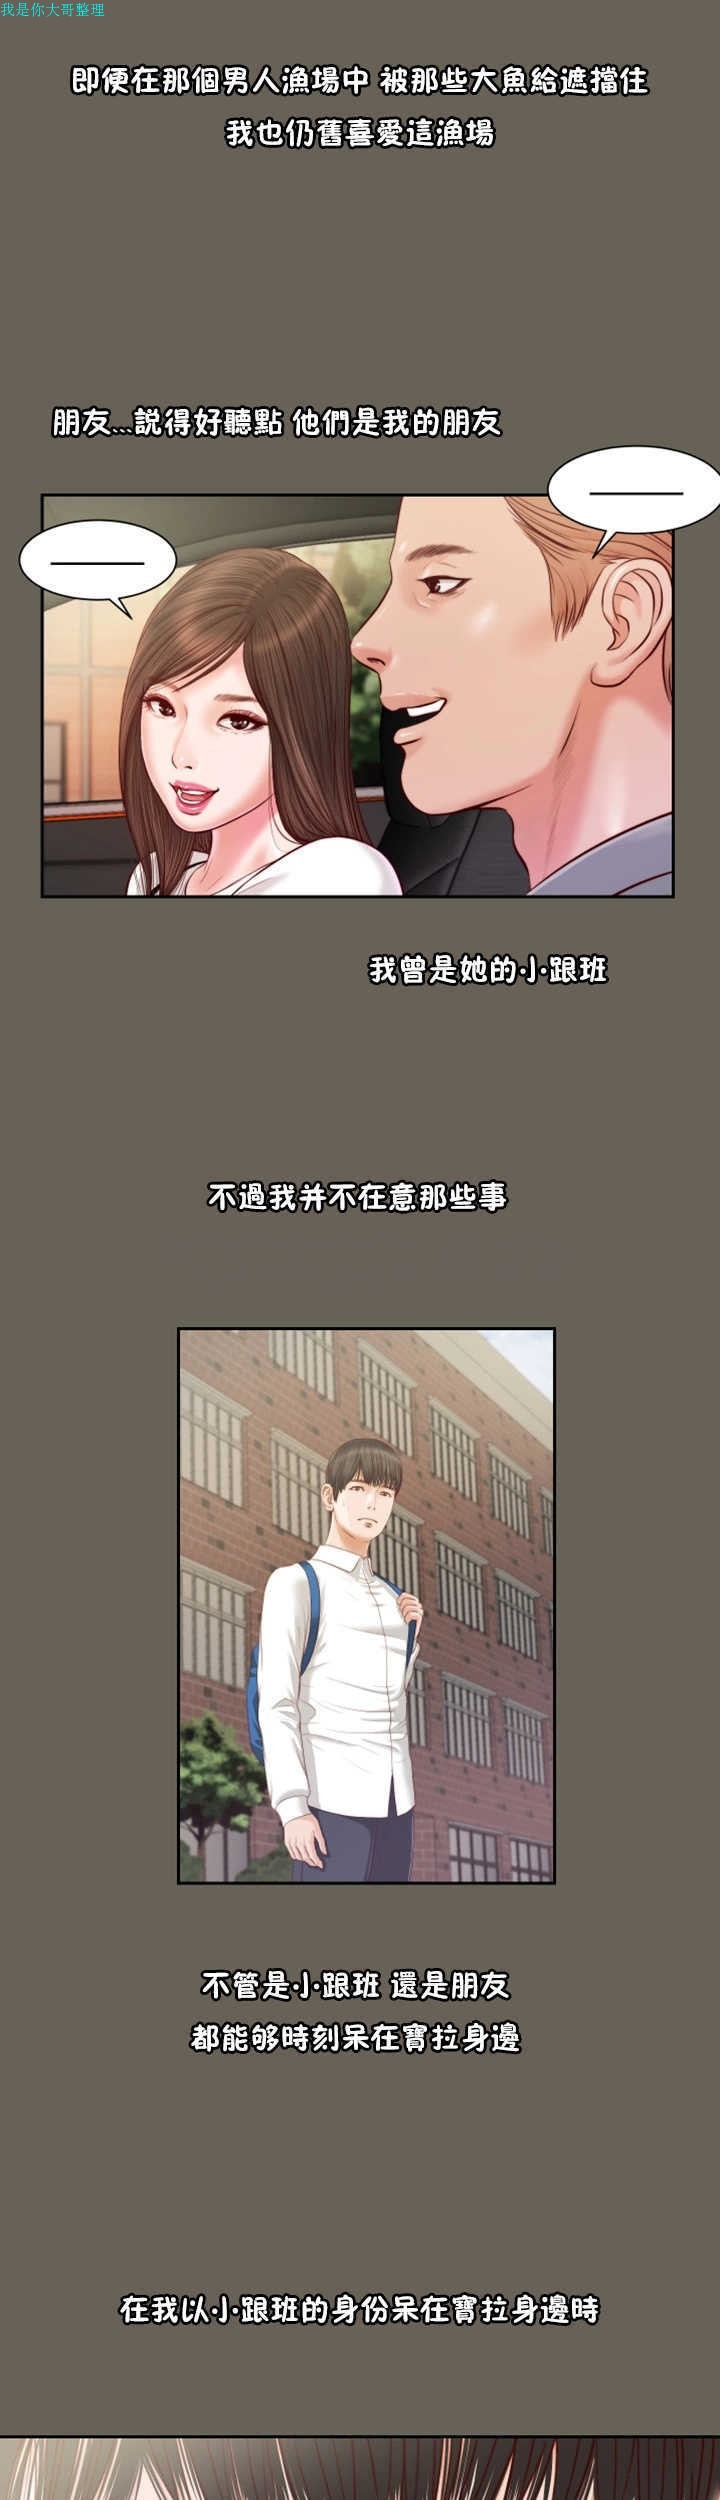 我是你大哥整理
即便在那個男人漁場中 被那些大魚給遮擋住
我也仍舊喜愛這漁場
朋友...說得好聽點 他們是我的朋友
我曾是她的小跟班
不過我并不在意那些事
不管是小跟班 還是朋友
都能够時刻呆在寶拉身邊
在我以小跟班的身份呆在寶拉身邊時